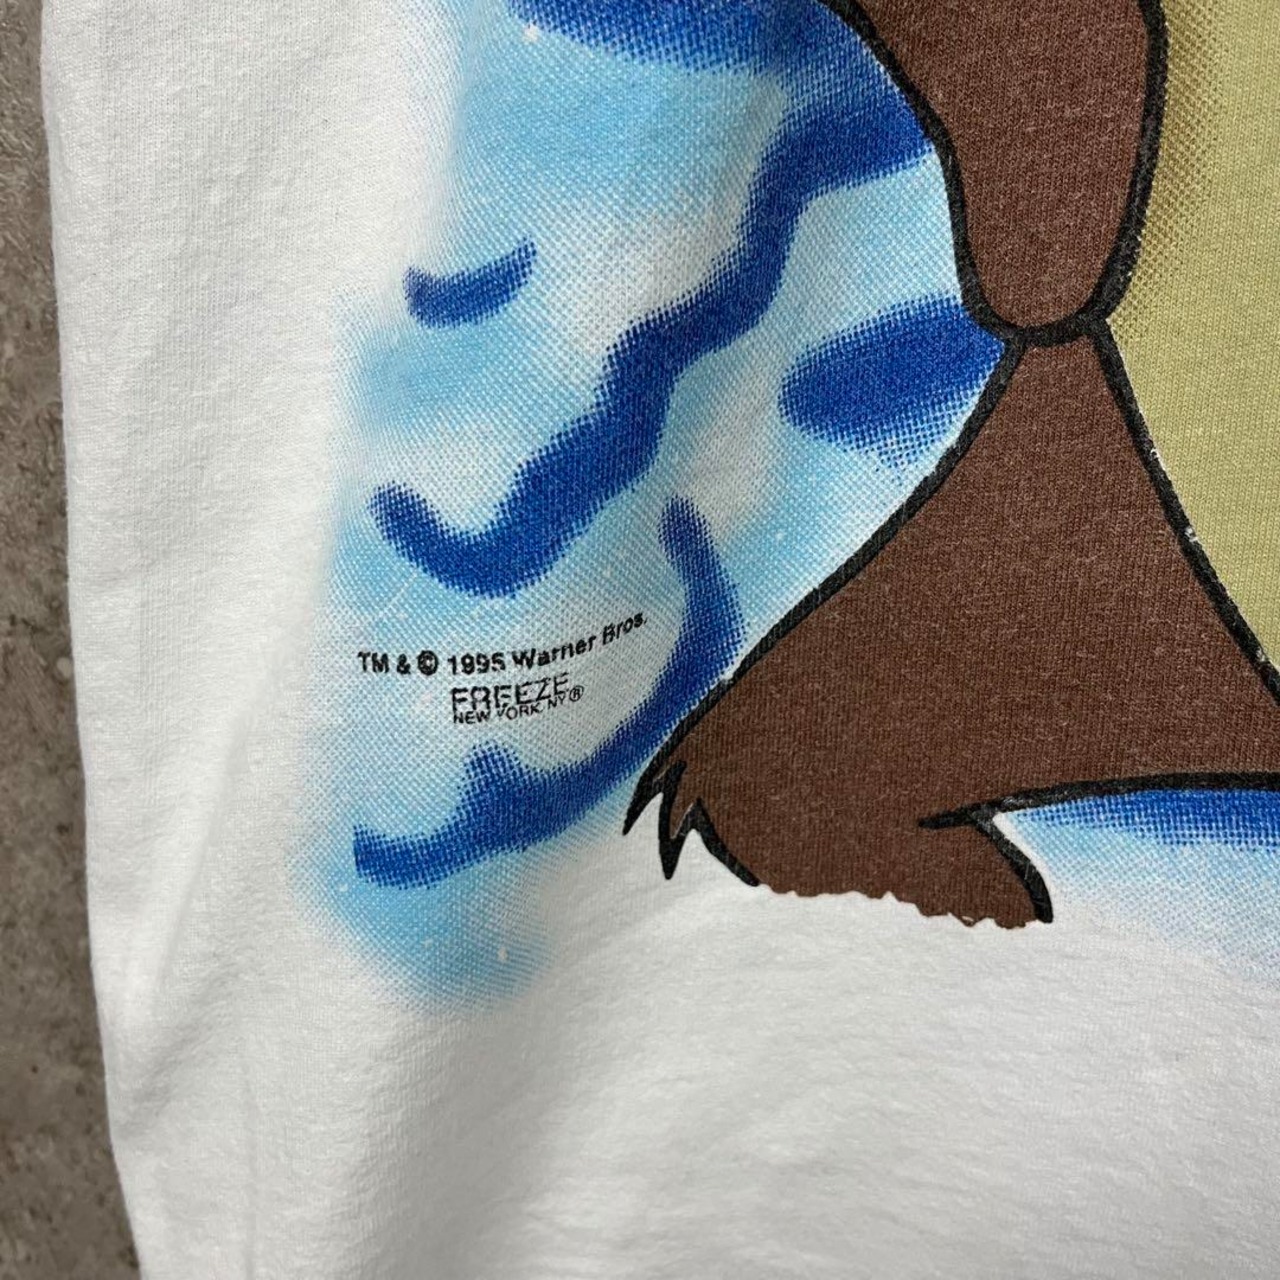 TM & © 1995 Warner Bros.
FREEZE
NEW YORK, NY®